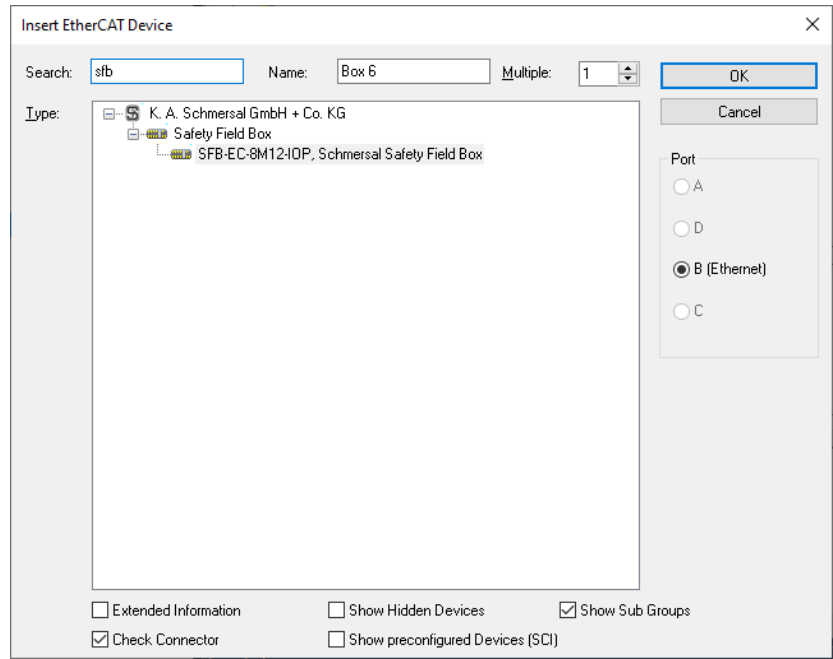 Insert EtherCAT Device
Search: sfb Name: Box 6 Multiple: 1 OK
Type: K. A. Schmersal GmbH + Co. KG Cancel
Safety Field Box
SFB-EC-8M12-IOP, Schmersal Safety Field Box
Port
A
D
B (Ethernet)
C
Extended Information Show Hidden Devices Show Sub Groups
Check Connector Show preconfigured Devices (SCI)